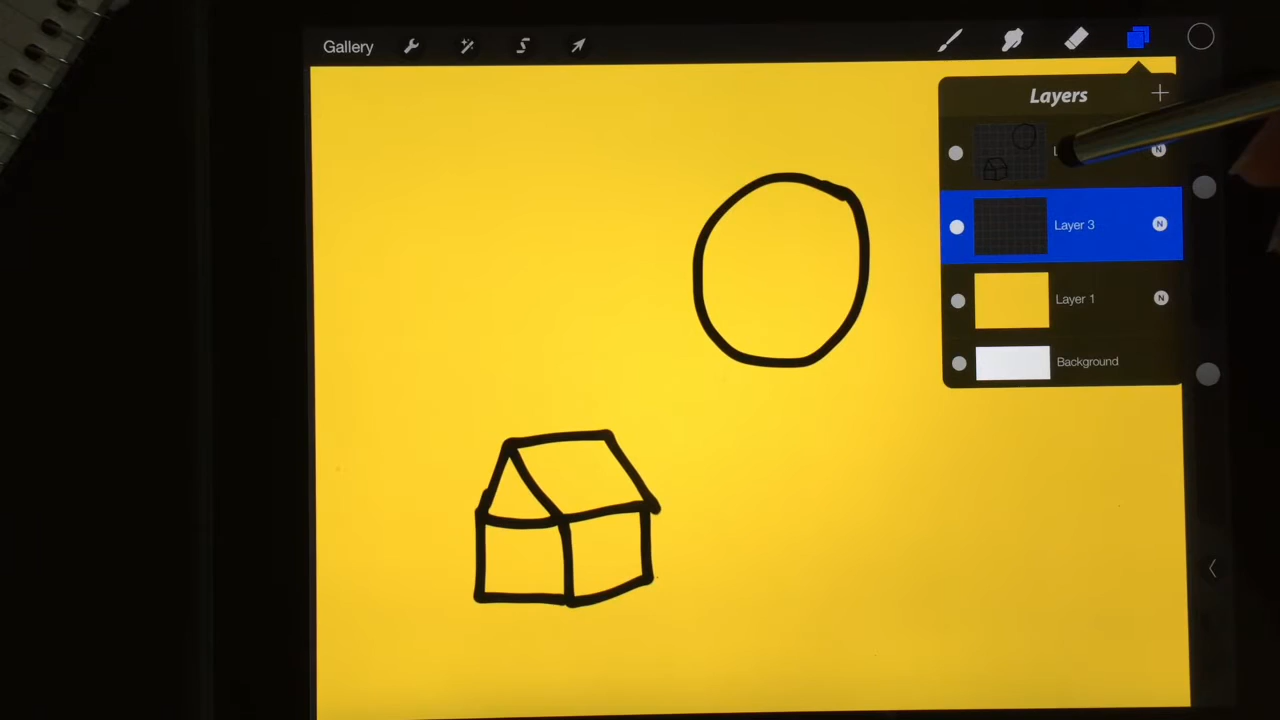 Gallery
Layers
N
Layer 3
N
Layer 1
N
Background